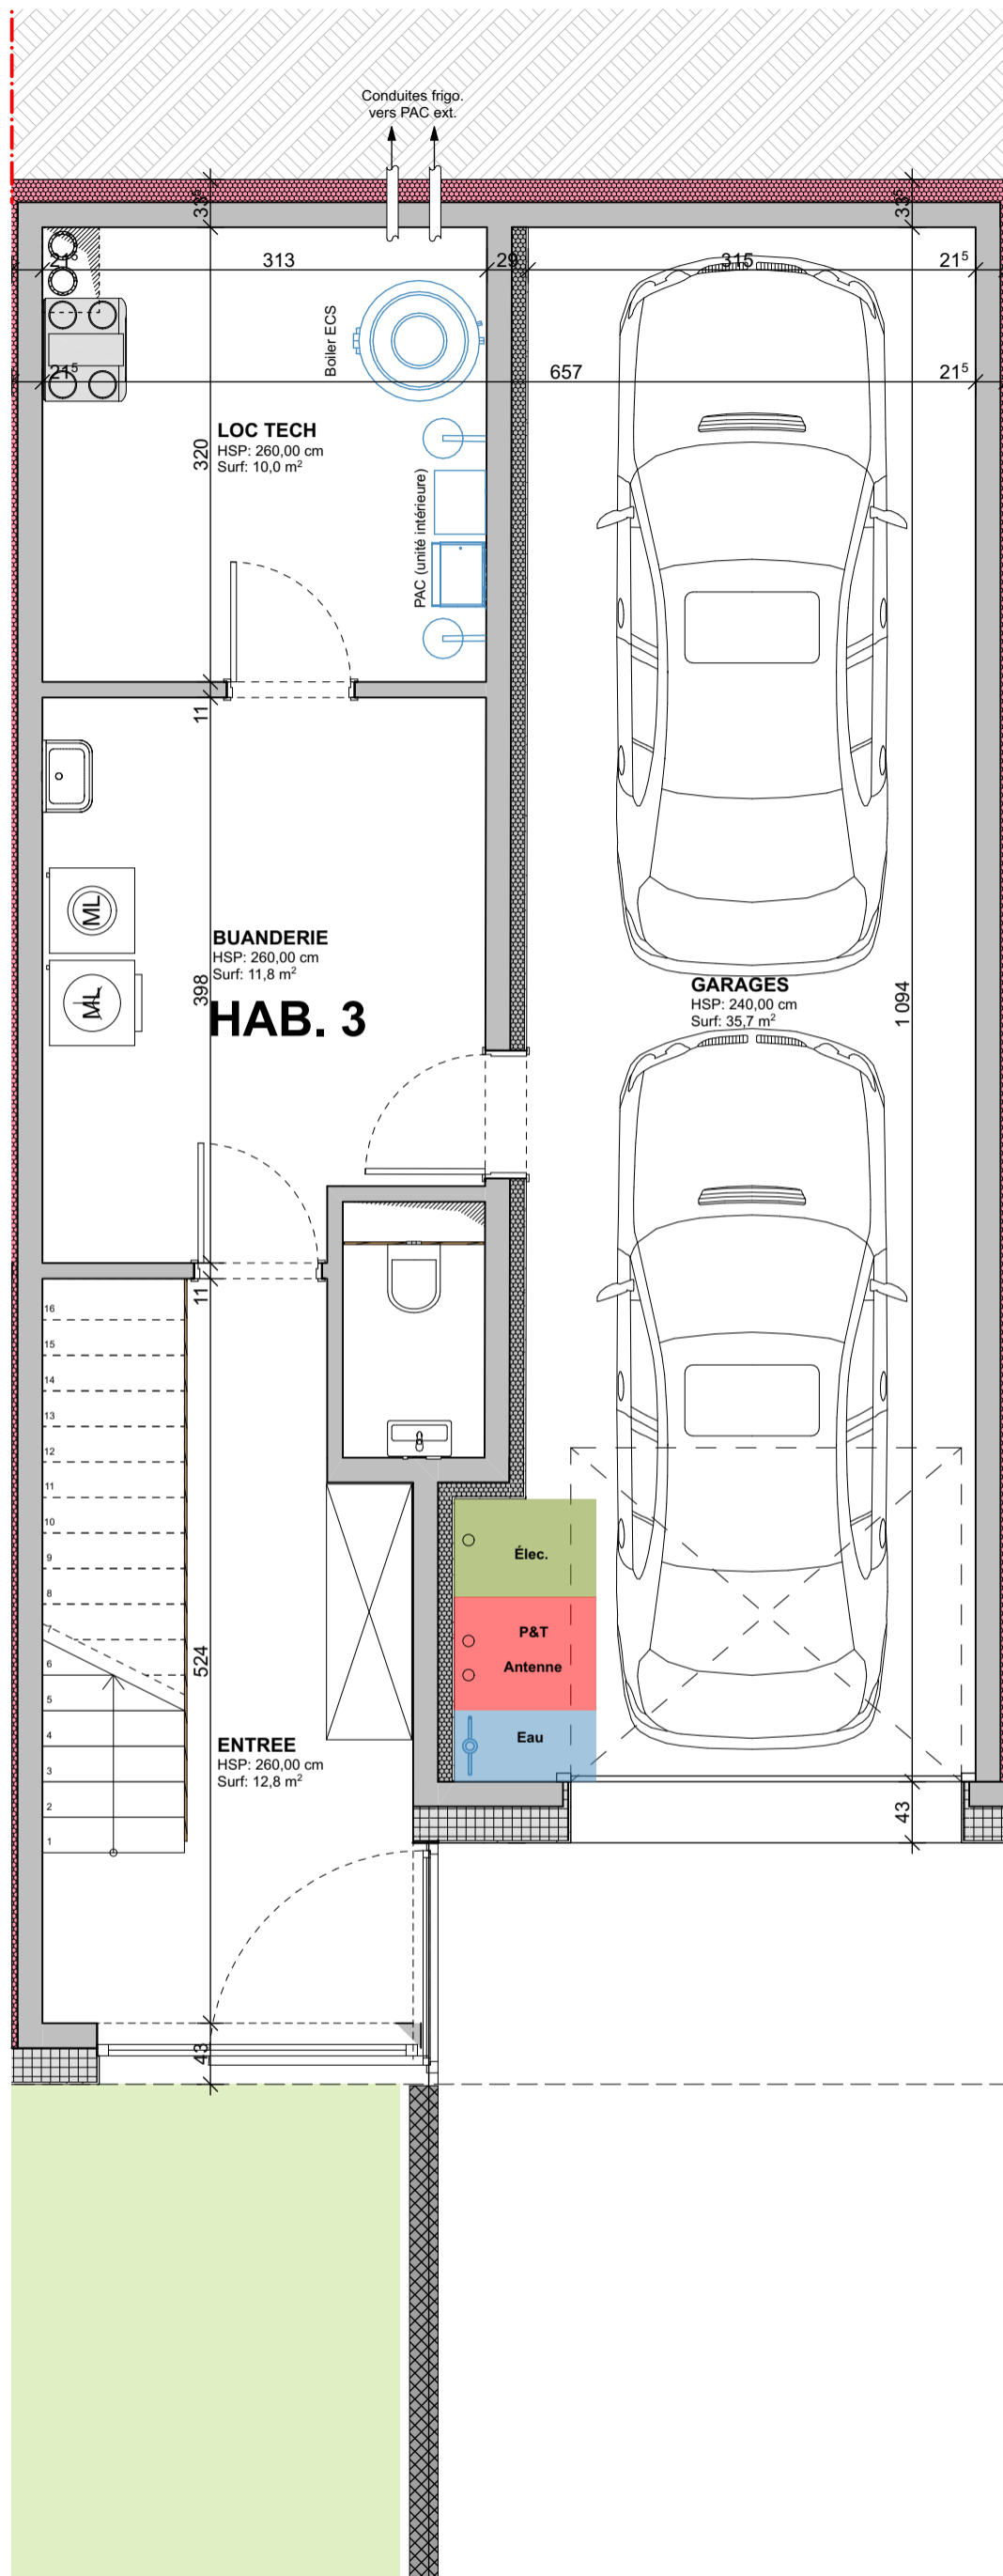 Conduites frigo.
vers PAC ext.
33⁵
33⁵
21⁵
313
29
315
21⁵
21⁵
657
21⁵
Boiler ECS
LOC TECH
HSP: 260,00 cm
Surf: 10,0 m²
320
PAC (unité intérieure)
11
ML
ML
BUANDERIE
HSP: 260,00 cm
Surf: 11,8 m²
398
HAB. 3
GARAGES
HSP: 240,00 cm
Surf: 35,7 m²
1 094
11
16
15
14
13
12
11
10
9
8
7
6
5
4
3
2
1
524
Élec.
P&T
Antenne
Eau
ENTREE
HSP: 260,00 cm
Surf: 12,8 m²
43
43